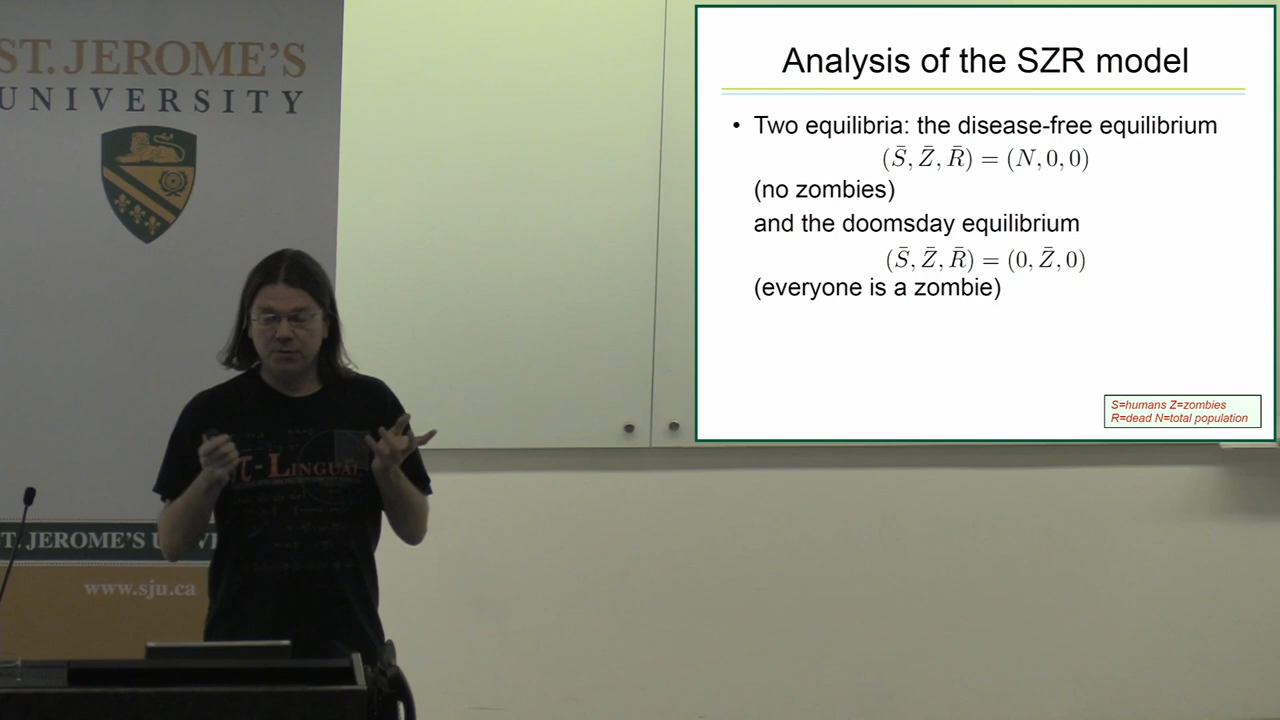 ST. JEROME'S
UNIVERSITY
Analysis of the SZR model
• Two equilibria: the disease-free equilibrium
(S̄, Z̄, R̄) = (N, 0, 0)
(no zombies)
and the doomsday equilibrium
(S̄, Z̄, R̄) = (0, Z̄, 0)
(everyone is a zombie)
S=humans Z=zombies
R=dead N=total population
π - LINGUAL
ST. JEROME'S
www.sju.ca